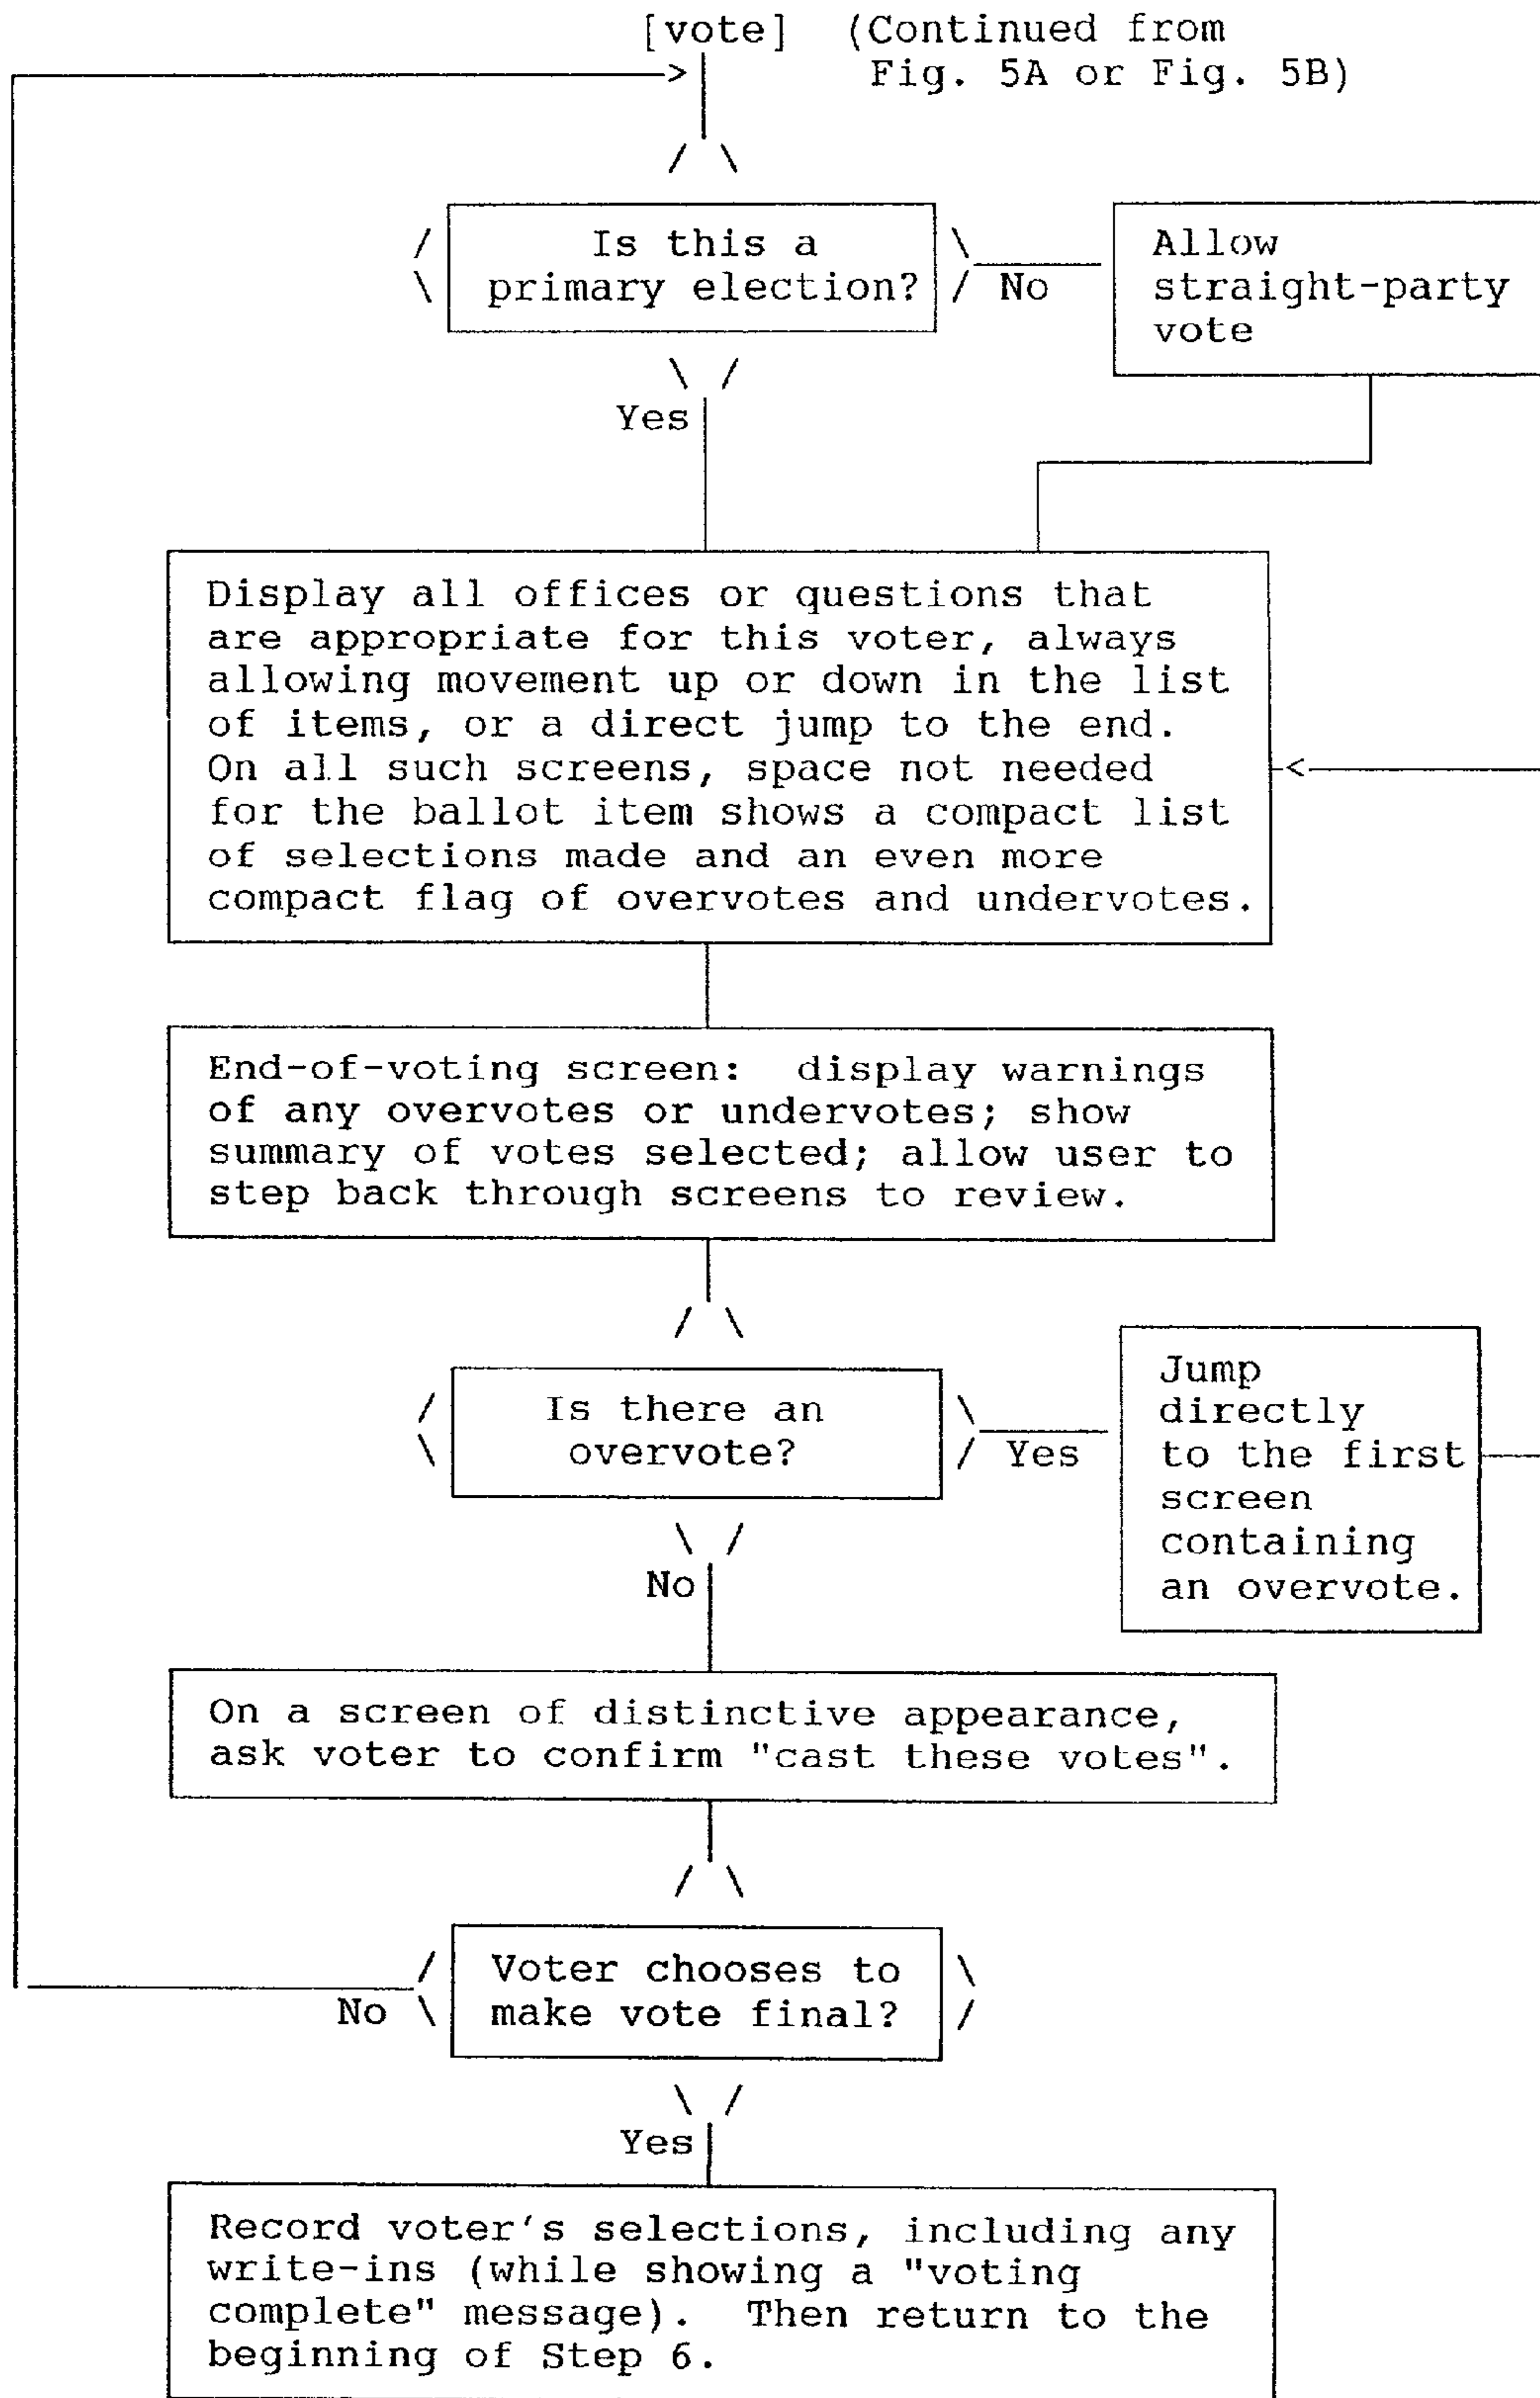 [vote] (Continued from
Fig. 5A or Fig. 5B)
Is this a
primary election?
No
Allow
straight-party
vote
Yes
Display all offices or questions that
are appropriate for this voter, always
allowing movement up or down in the list
of items, or a direct jump to the end.
On all such screens, space not needed
for the ballot item shows a compact list
of selections made and an even more
compact flag of overvotes and undervotes.
End-of-voting screen: display warnings
of any overvotes or undervotes; show
summary of votes selected; allow user to
step back through screens to review.
Is there an
overvote?
Yes
Jump
directly
to the first
screen
containing
an overvote.
No
On a screen of distinctive appearance,
ask voter to confirm "cast these votes".
Voter chooses to
make vote final?
No
Yes
Record voter's selections, including any
write-ins (while showing a "voting
complete" message). Then return to the
beginning of Step 6.